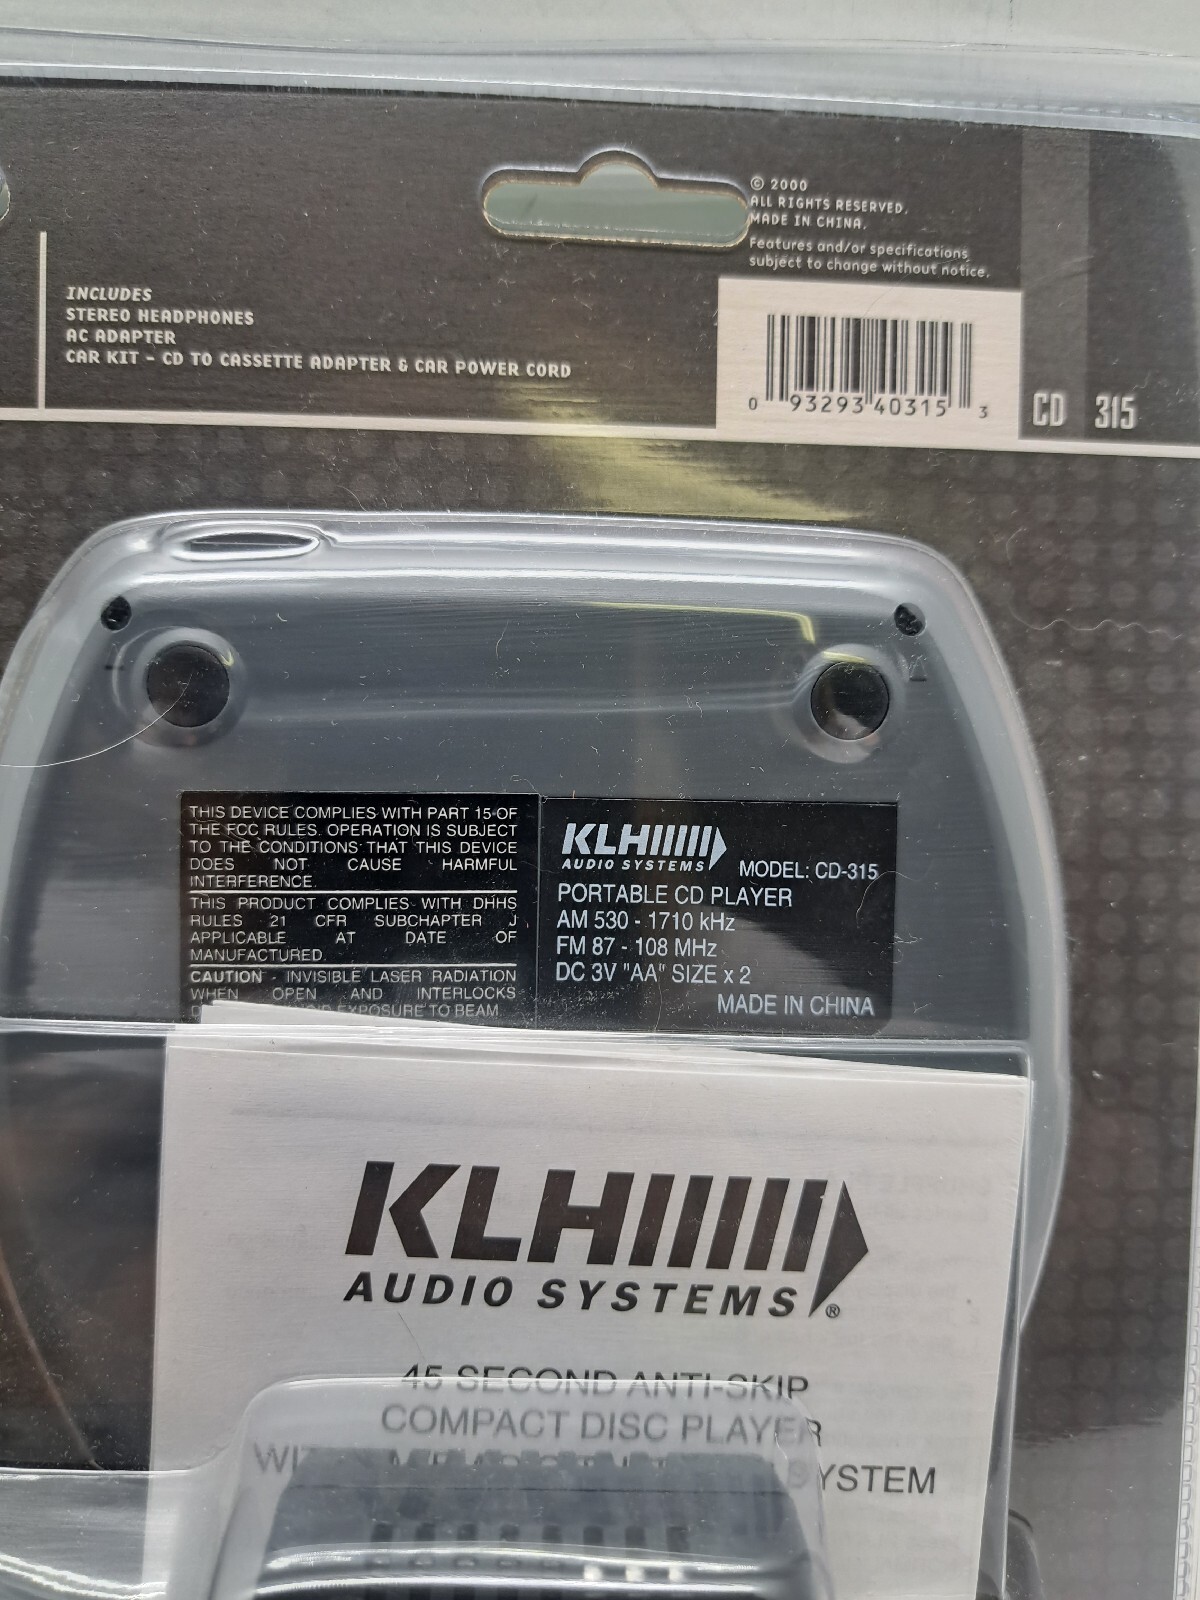 © 2000
ALL RIGHTS RESERVED.
MADE IN CHINA.
Features and/or specifications
subject to change without notice.
INCLUDES
STEREO HEADPHONES
AC ADAPTER
CAR KIT - CD TO CASSETTE ADAPTER & CAR POWER CORD
0 93293 40315 3
CD 315
THIS DEVICE COMPLIES WITH PART 15 OF
THE FCC RULES. OPERATION IS SUBJECT
TO THE CONDITIONS THAT THIS DEVICE
DOES NOT CAUSE HARMFUL
INTERFERENCE.
THIS PRODUCT COMPLIES WITH DHHS
RULES 21 CFR SUBCHAPTER J
APPLICABLE AT DATE OF
MANUFACTURED.
CAUTION - INVISIBLE LASER RADIATION
WHEN OPEN AND INTERLOCKS
EXPOSURE TO BEAM
KLH
AUDIO SYSTEMS
MODEL: CD-315
PORTABLE CD PLAYER
AM 530 - 1710 kHz
FM 87 - 108 MHz
DC 3V "AA" SIZE x 2
MADE IN CHINA
KLH
AUDIO SYSTEMS®
45 SECOND ANTI-SKIP
COMPACT DISC PLAYER
SYSTEM